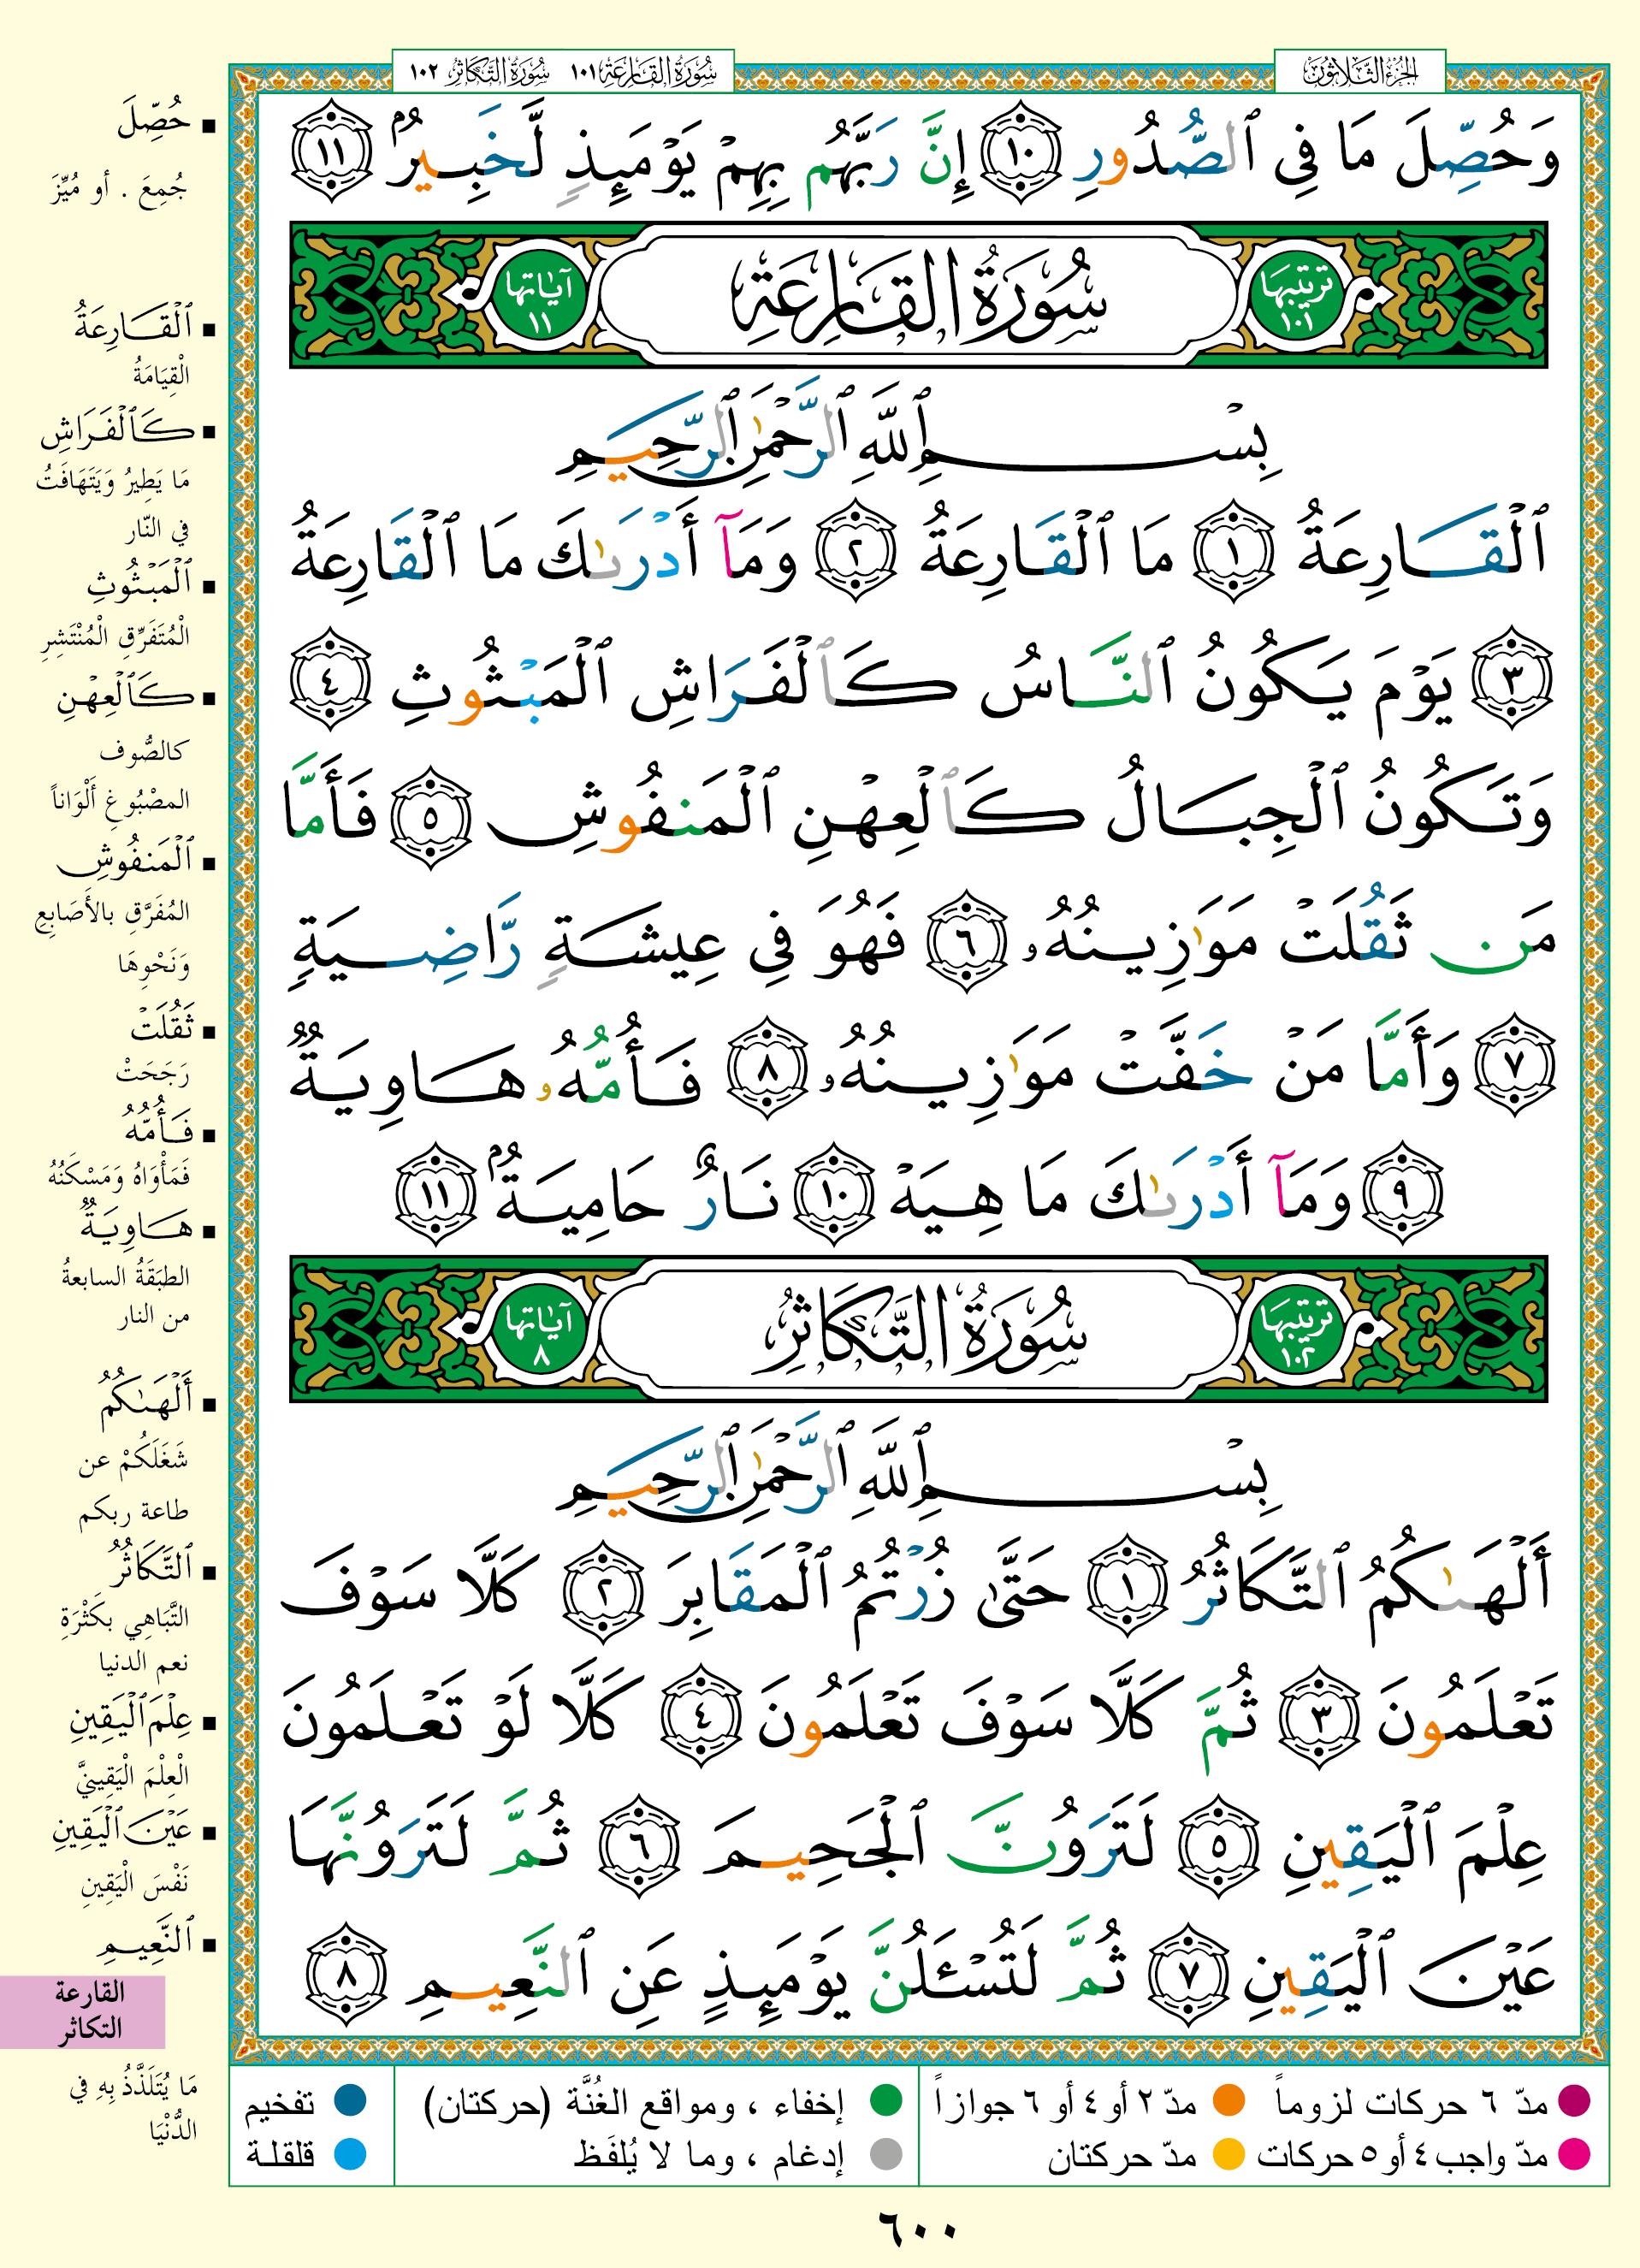 الجزء الثلاثون
سورة القارعة ١٠١ سورة التكاثر ١٠٢
وَحُصِّلَ مَا فِى ٱلصُّدُورِ ١٠ إِنَّ رَبَّهُم بِهِمْ يَوْمَئِذٍ لَّخَبِيرٌۢ ١١
ترتيبها ١٠١ سُورَةُ القَارِعَةِ آياتها ١١
بِسْمِ ٱللَّهِ ٱلرَّحْمَٰنِ ٱلرَّحِيمِ
ٱلْقَارِعَةُ ١ مَا ٱلْقَارِعَةُ ٢ وَمَآ أَدْرَىٰكَ مَا ٱلْقَارِعَةُ
٣ يَوْمَ يَكُونُ ٱلنَّاسُ كَٱلْفَرَاشِ ٱلْمَبْثُوثِ ٤
وَتَكُونُ ٱلْجِبَالُ كَٱلْعِهْنِ ٱلْمَنفُوشِ ٥ فَأَمَّا
مَن ثَقُلَتْ مَوَٰزِينُهُۥ ٦ فَهُوَ فِى عِيشَةٍ رَّاضِيَةٍ
٧ وَأَمَّا مَنْ خَفَّتْ مَوَٰزِينُهُۥ ٨ فَأُمُّهُۥ هَاوِيَةٌ
٩ وَمَآ أَدْرَىٰكَ مَا هِيَهْ ١٠ نَارٌ حَامِيَةٌۢ ١١
ترتيبها ١٠٢ سُورَةُ التَّكَاثُرِ آياتها ٨
بِسْمِ ٱللَّهِ ٱلرَّحْمَٰنِ ٱلرَّحِيمِ
أَلْهَىٰكُمُ ٱلتَّكَاثُرُ ١ حَتَّىٰ زُرْتُمُ ٱلْمَقَابِرَ ٢ كَلَّا سَوْفَ
تَعْلَمُونَ ٣ ثُمَّ كَلَّا سَوْفَ تَعْلَمُونَ ٤ كَلَّا لَوْ تَعْلَمُونَ
عِلْمَ ٱلْيَقِينِ ٥ لَتَرَوُنَّ ٱلْجَحِيمَ ٦ ثُمَّ لَتَرَوُنَّهَا
عَيْنَ ٱلْيَقِينِ ٧ ثُمَّ لَتُسْـَٔلُنَّ يَوْمَئِذٍ عَنِ ٱلنَّعِيمِ ٨
▪ حُصِّلَ
جُمِعَ . أو مُيِّزَ
▪ ٱلْقَارِعَةُ
الْقِيَامَةُ
▪ كَٱلْفَرَاشِ
مَا يَطِيرُ وَيَتَهَافَتُ
في النّار
▪ ٱلْمَبْثُوثِ
الْمُتَفَرِّقِ الْمُنْتَشِرِ
▪ كَٱلْعِهْنِ
كالصُّوف
المصْبُوغِ أَلْوَاناً
▪ ٱلْمَنفُوشِ
المُفَرَّقِ بالأَصَابِعِ
وَنَحْوِهَا
▪ ثَقُلَتْ
رَجَحَتْ
▪ فَأُمُّهُ
فَمَأْوَاهُ وَمَسْكَنُهُ
▪ هَاوِيَةٌ
الطبَقَةُ السابعةُ
من النار
▪ أَلْهَىٰكُمُ
شَغَلَكُمْ عن
طاعة ربكم
▪ ٱلتَّكَاثُرُ
التَّبَاهِي بكَثْرَةِ
نعم الدنيا
▪ عِلْمَ ٱلْيَقِينِ
الْعِلْمَ الْيَقِينيَّ
▪ عَيْنَ ٱلْيَقِينِ
نَفْسَ الْيَقِينِ
▪ ٱلنَّعِيمِ
القارعة
التكاثر
مَا يُتَلَذَّذُ بِهِ في
الدُّنْيَا
مدّ ٦ حركات لزوماً مدّ ٢ أو ٤ أو ٦ جوازاً إخفاء ، ومواقع الغُنَّة (حركتان) تفخيم
مدّ واجب ٤ أو ٥ حركات مدّ حركتان إدغام ، وما لا يُلفَظ قلقلة
٦٠٠